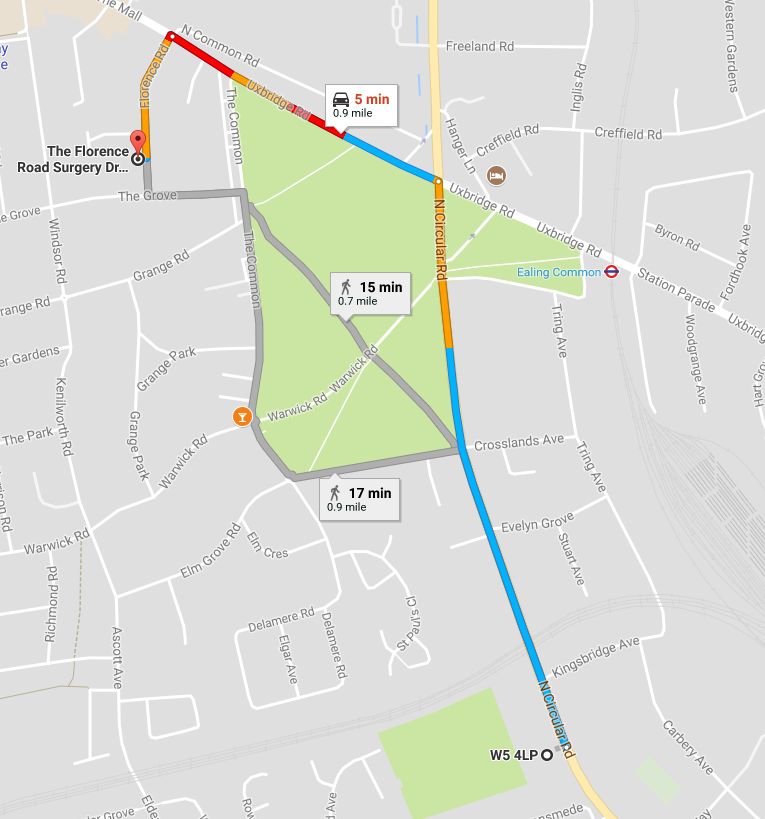 The Mall
N Common Rd
Freeland Rd
Western Gardens
Inglis Rd
Florence Rd
Uxbridge Rd
5 min
0.9 mile
The Common
Hanger Ln
Creffield Rd
Creffield Rd
The Florence
Road Surgery Dr...
The Grove
The Grove
Uxbridge Rd
Uxbridge Rd
N Circular Rd
Windsor Rd
Byron Rd
Fordhook Ave
The Common
Grange Rd
Ealing Common
Station Parade
15 min
0.7 mile
Uxbridg
range Rd
Tring Ave
Woodgrange Ave
er Gardens
Grange Park
Warwick Rd
Warwick Rd
Kenilworth Rd
Grange Park
The Park
Warwick Rd
Crosslands Ave
Tring Ave
17 min
0.9 mile
Evelyn Grove
Stuart Ave
Warwick Rd
Elm Grove Rd
Elm Cres
Richmond Rd
Delamere Rd
Delamere Rd
Elgar Ave
St Paul's Cl
Ascott Ave
Kingsbridge Ave
N Circular Rd
Carbery Ave
W5 4LP